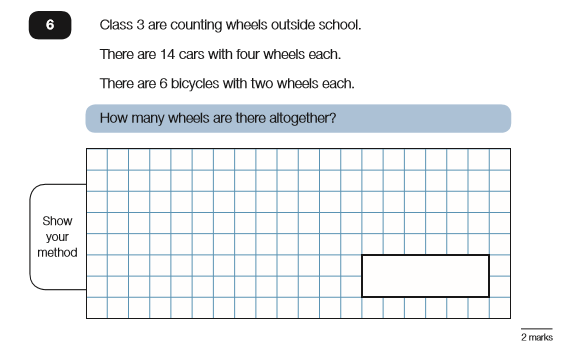 6
Class 3 are counting wheels outside school.
There are 14 cars with four wheels each.
There are 6 bicycles with two wheels each.
How many wheels are there altogether?
Show
your
method
2 marks